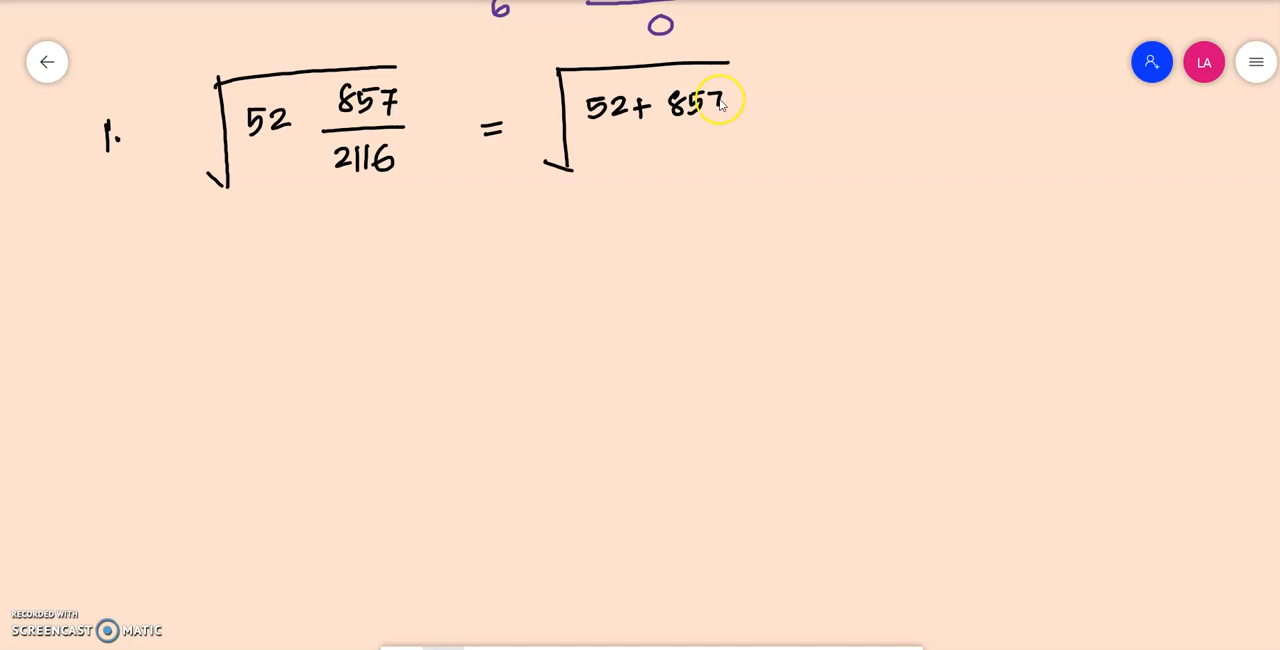 6
0
LA
1. √(52 857/2116) = √(52+ 857
RECORDED WITH
SCREENCAST MATIC